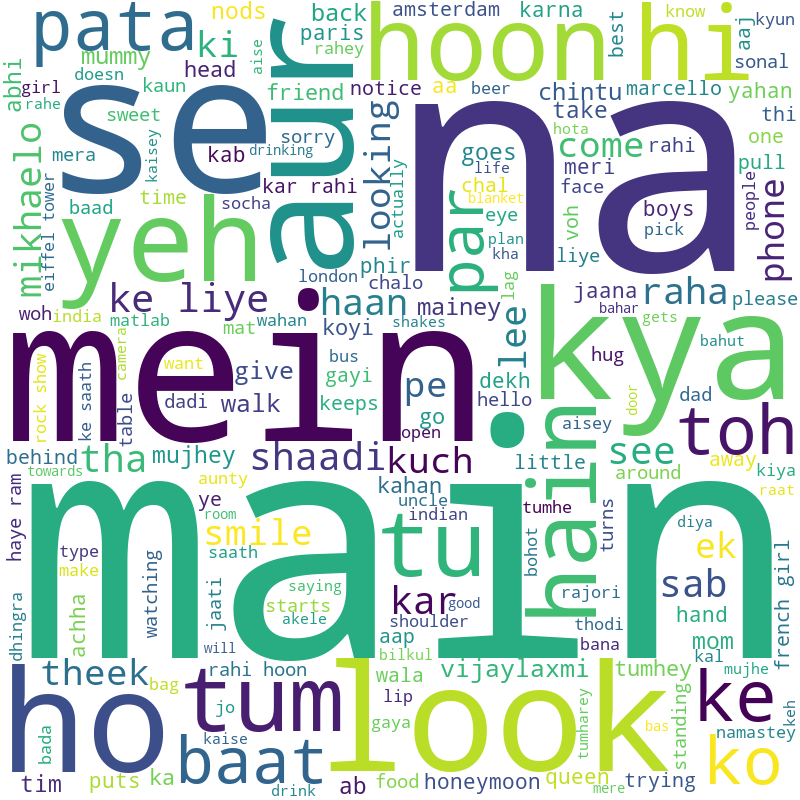 pata
ki
nods
back
paris
rahey
amsterdam
karna
hoon
hi
know
kyun
best
aaj
sonal
mummy
doesn
abhi
girl
rahe
kaun
kaan
head
aise
aur
friend
notice
aa
beer
chintu
take
marcello
yahan
thi
sweet
se
na
hota
one
mikhaelo
mera
kaisey
kab
sorry
drinking
looking
kar rahi
goes
life
chal
blanket
come
meri
face
rahi
pull
phone
people
baad
time
socha
actually
par
eye
plan
kha
voh
liye
boys
pick
eiffel tower
yeh
phir
london
chalo
lag
jaana
bahar
raha
please
gets
woh
india
matlab
ke liye
mat
wahan
haan
koyi
mainey
shakes
lee
kya
hug
bahut
rock show
camera
mein
want
bus
gayi
give
keeps
pe
go
dekh
hello
door
dad
ke saath
table
dadi
walk
open
aisey
toh
behind
towards
tha
mujhey
shaadi
kuch
little
hain
see
around
away
kiya
raat
haye ram
aunty
ye
room
kahan
uncle
indian
tumhe
main
type
make
smile
saath
tu
bohot
turns
diya
ek
achha
watching
jaati
starts
saying
akele
kar
good
shoulder
rajori
sab
hand
french girl
dhingra
will
aap
bilkul
thodi
bana
mom
kal
mujhe
ho
theek
rahi hoon
tum
look
wala
vijaylaxmi
tumhey
ke
bag
jo
lip
gaya
tumharey
standing
bas
namastey
keh
bada
kaise
baat
ko
tim
puts
ka
drink
ab
food
honeymoon
queen
mere
trying